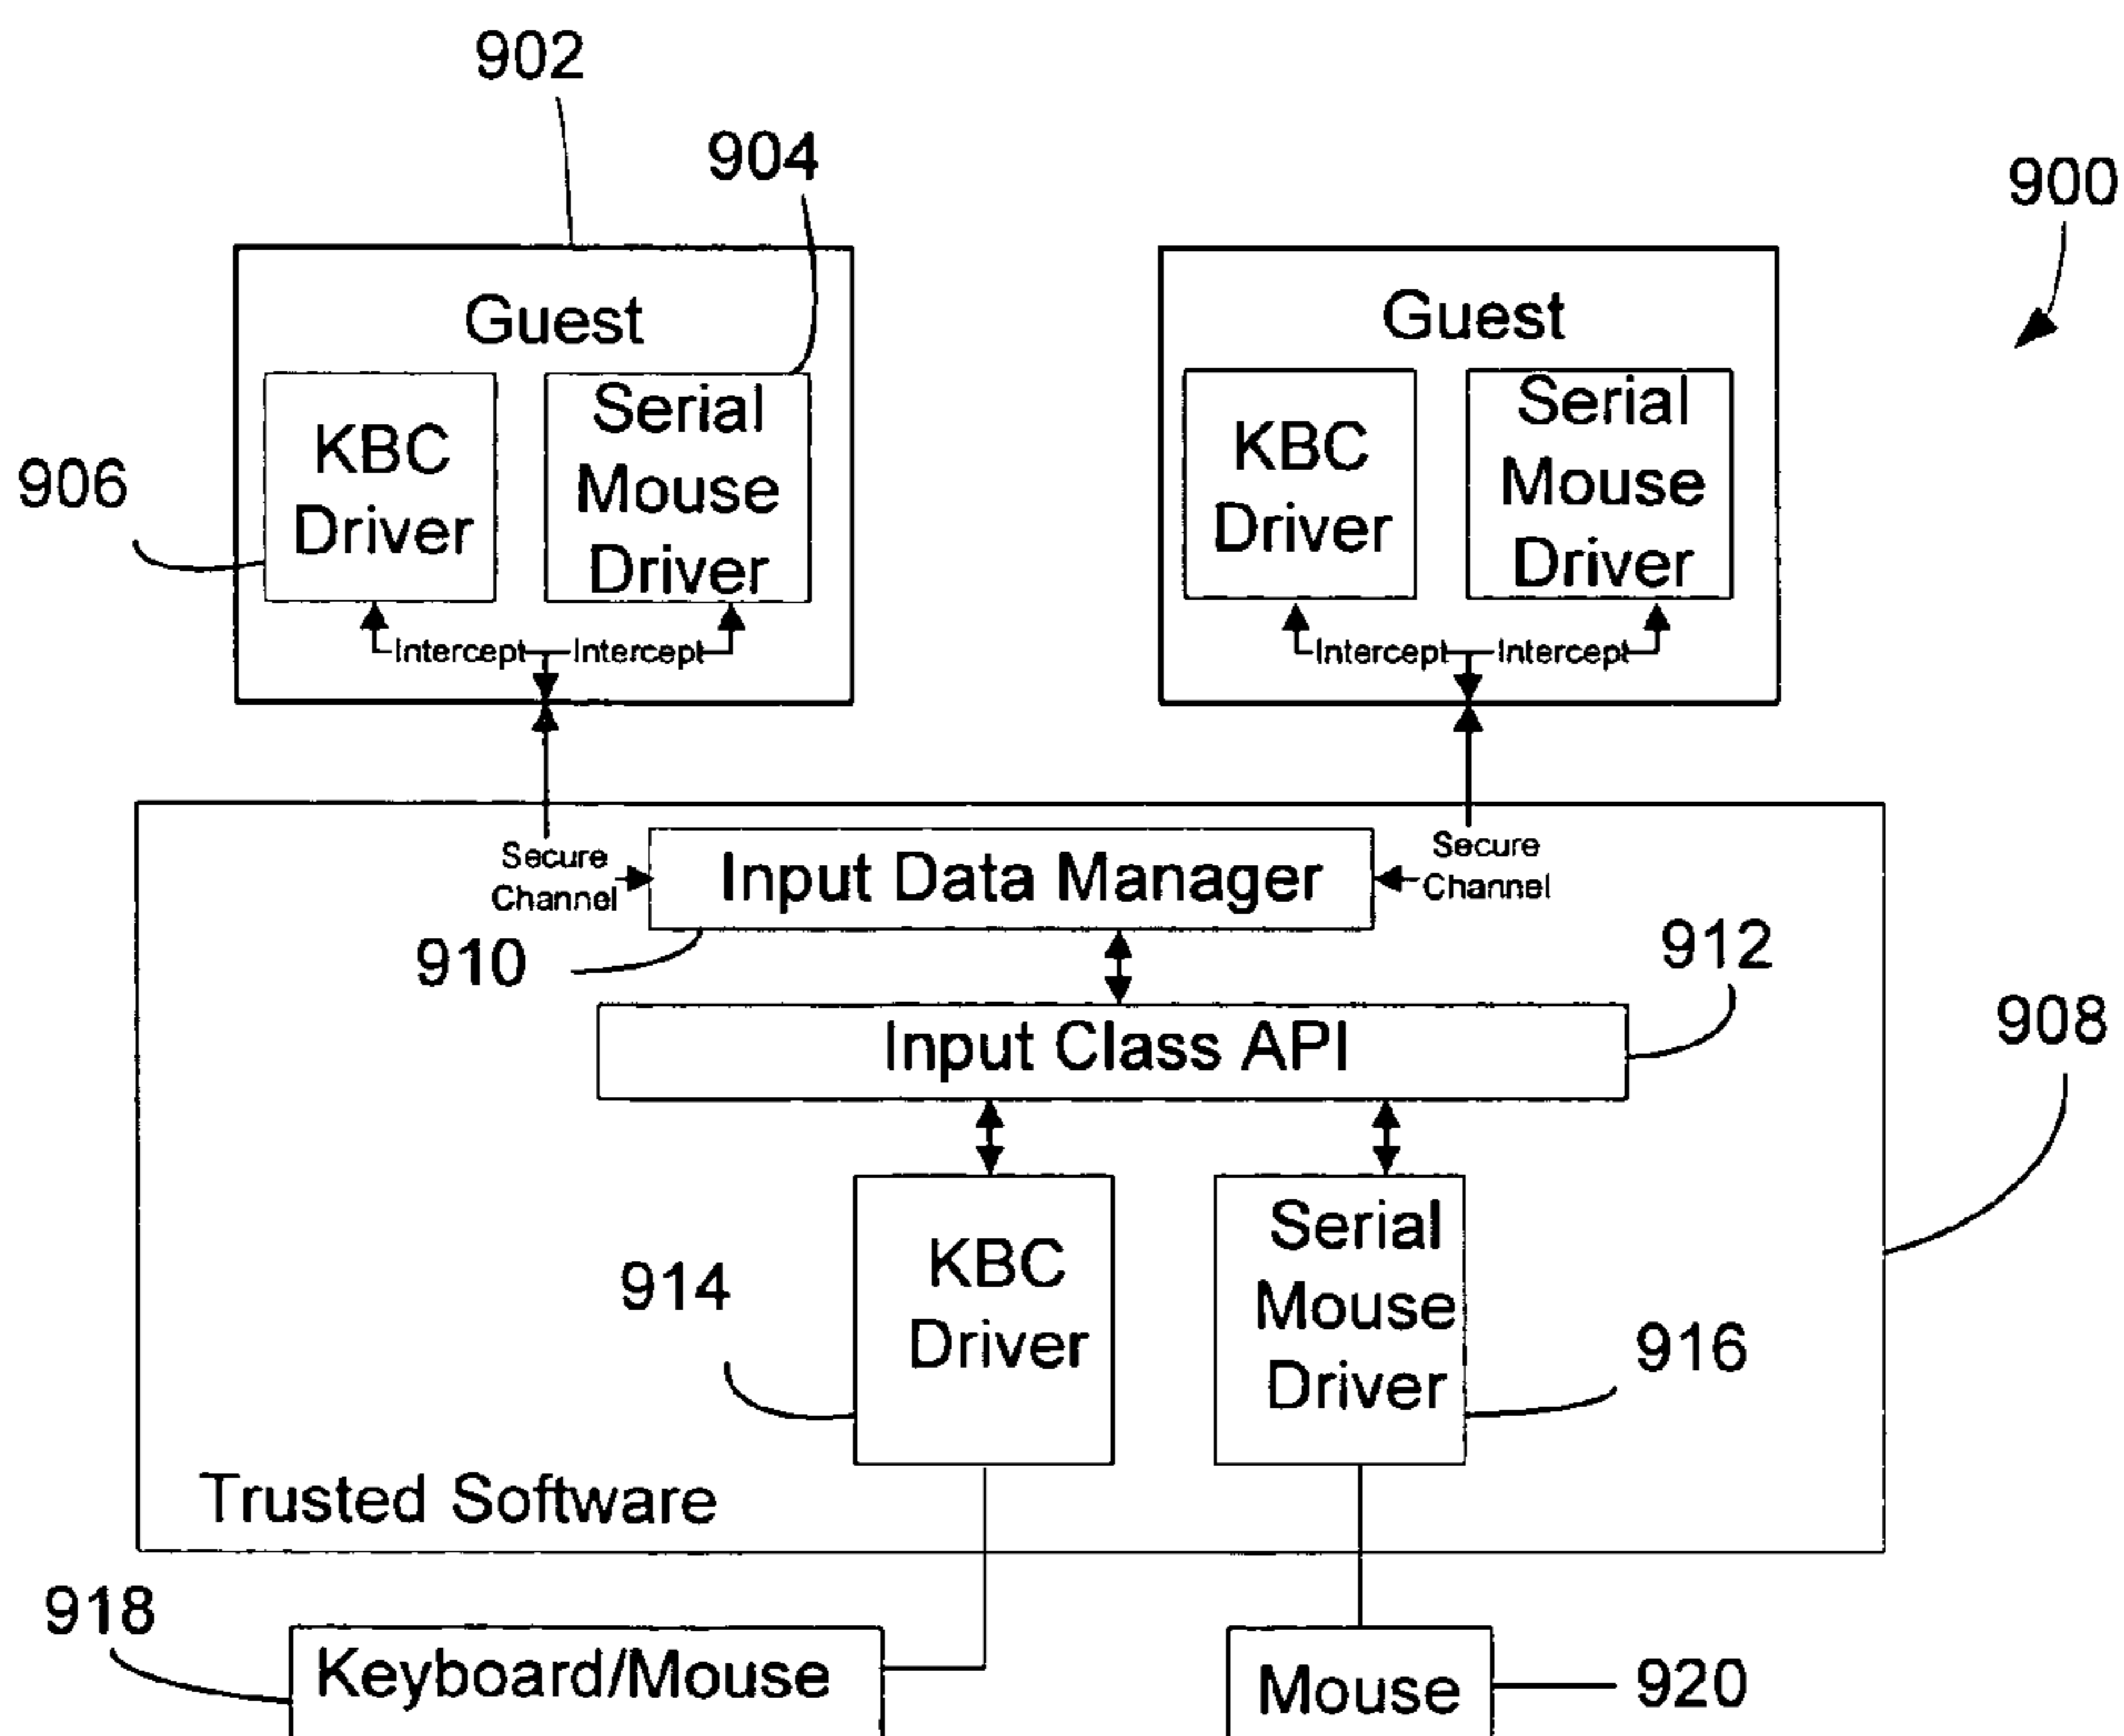 902
904
900
Guest
Guest
KBC
Driver
Serial
Mouse
Driver
KBC
Driver
Serial
Mouse
Driver
906
Intercept
Intercept
Intercept
Intercept
Secure
Channel
Input Data Manager
Secure
Channel
910
912
Input Class API
908
KBC
Driver
Serial
Mouse
Driver
914
916
Trusted Software
918
Keyboard/Mouse
Mouse
920